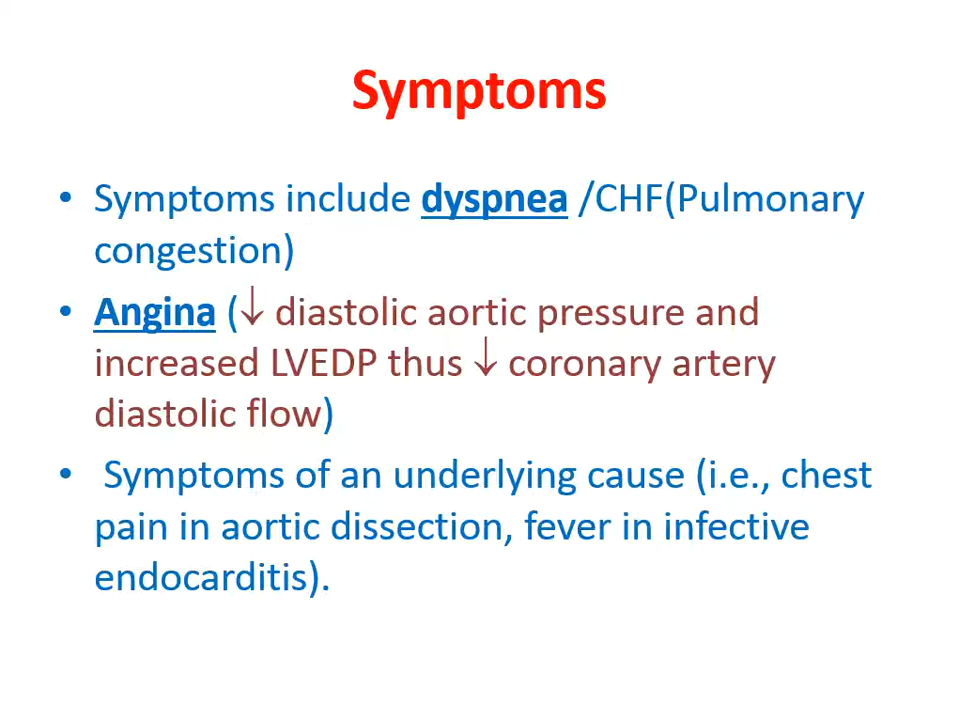 Symptoms
• Symptoms include dyspnea /CHF(Pulmonary
congestion)
• Angina (↓ diastolic aortic pressure and
increased LVEDP thus ↓ coronary artery
diastolic flow)
• Symptoms of an underlying cause (i.e., chest
pain in aortic dissection, fever in infective
endocarditis).